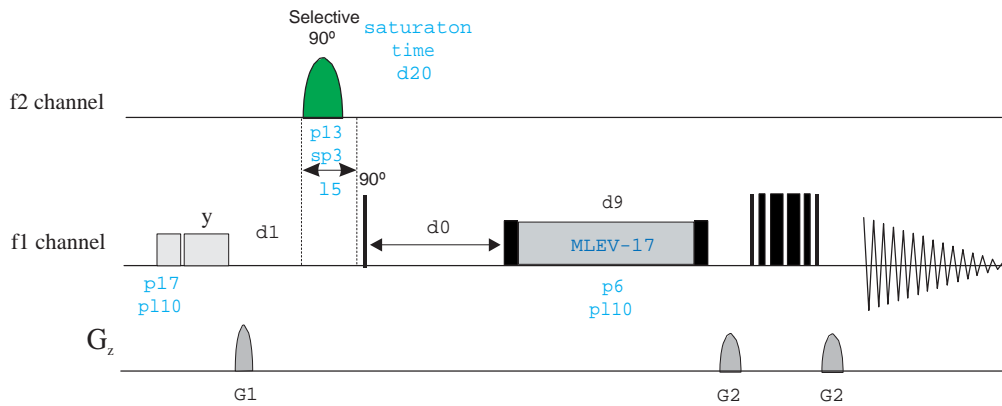 Selective
90º
saturaton
time
d20
f2 channel
p13
sp3
l5
90º
y
d1
d0
d9
f1 channel
MLEV-17
p17
pl10
p6
pl10
Gz
G1
G2
G2